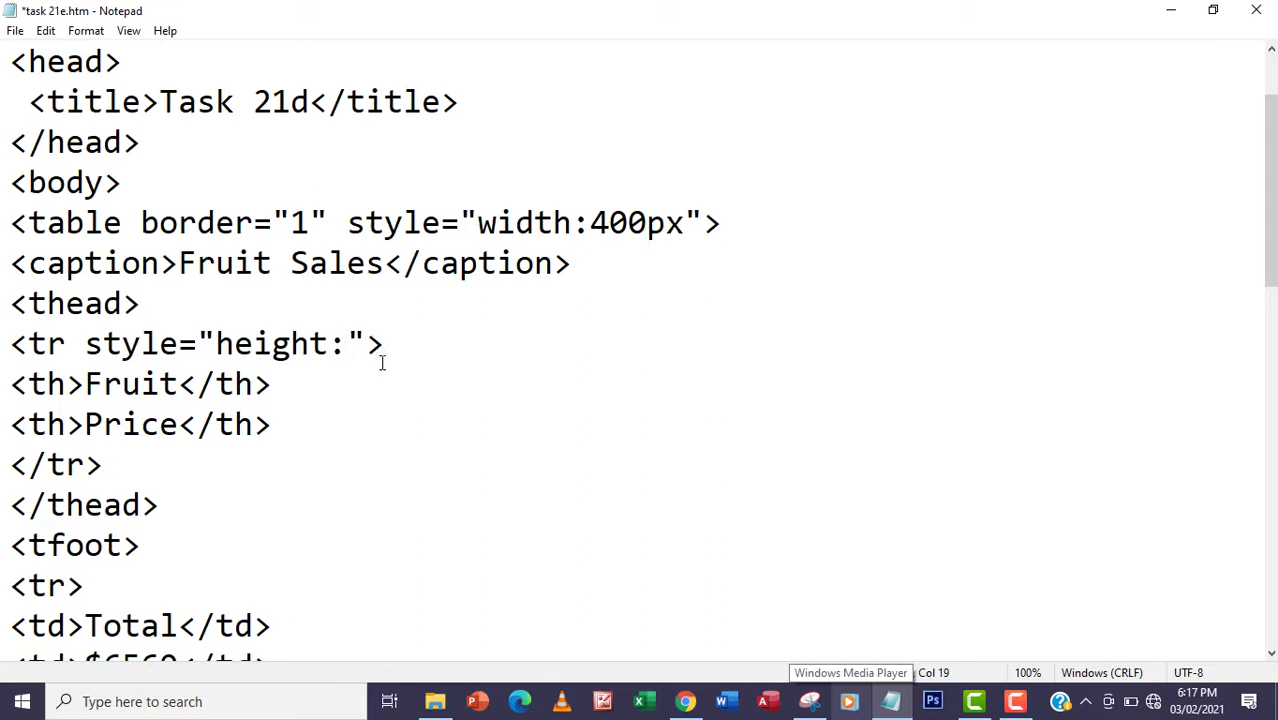 *task 21e.htm - Notepad
File Edit Format View Help
<head>
<title>Task 21d</title>
</head>
<body>
<table border="1" style="width:400px">
<caption>Fruit Sales</caption>
<thead>
<tr style="height:">
<th>Fruit</th>
<th>Price</th>
</tr>
</thead>
<tfoot>
<tr>
<td>Total</td>
<td>$6560</td>
Windows Media Player Col 19 100% Windows (CRLF) UTF-8
Type here to search
6:17 PM
03/02/2021